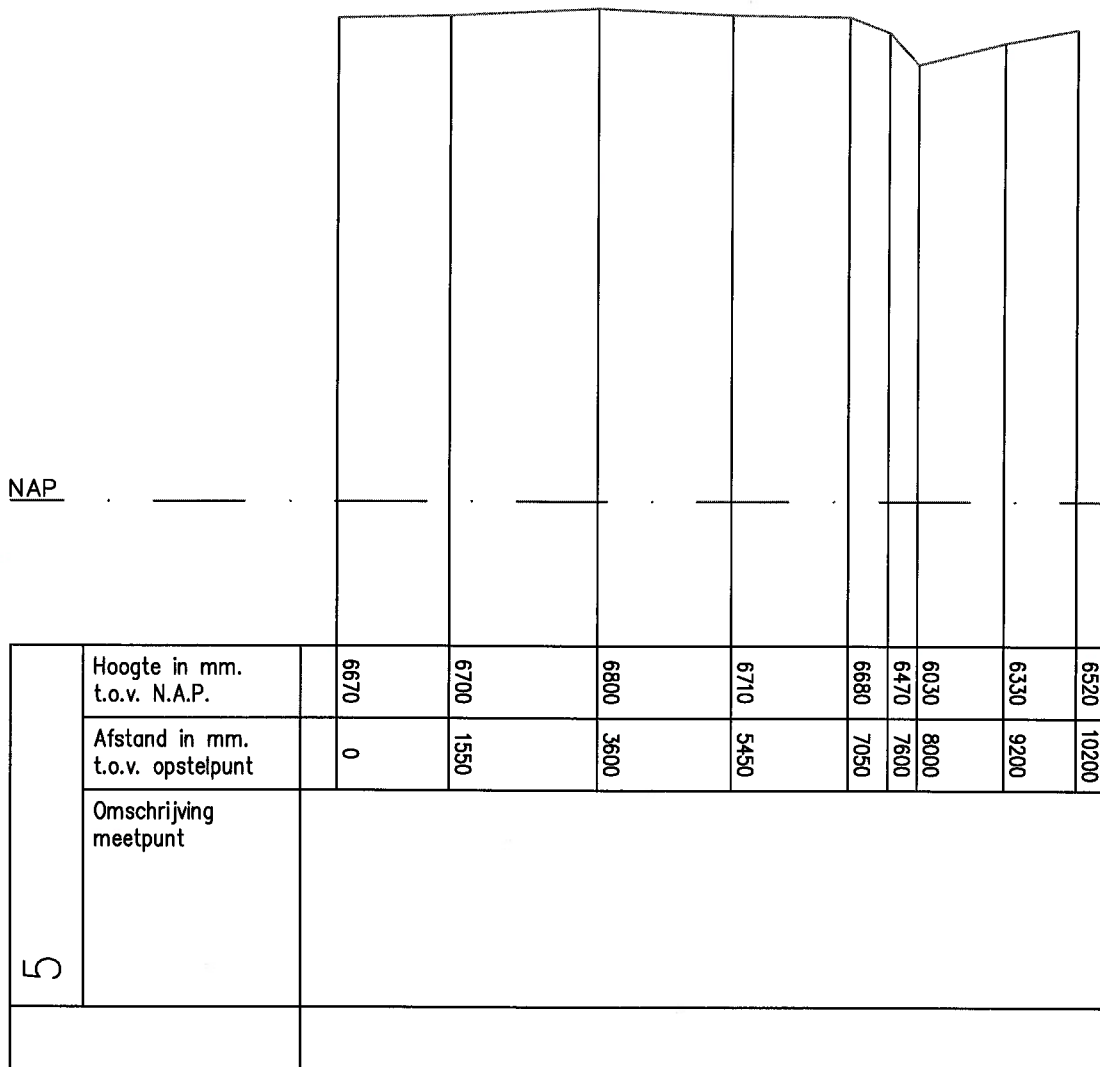 NAP
Hoogte in mm.
t.o.v. N.A.P.
6670 6700 6800 6710 6680 6470 6030 6330 6520
Afstand in mm.
t.o.v. opstelpunt
0 1550 3600 5450 7050 7600 8000 9200 10200
Omschrijving
meetpunt
5